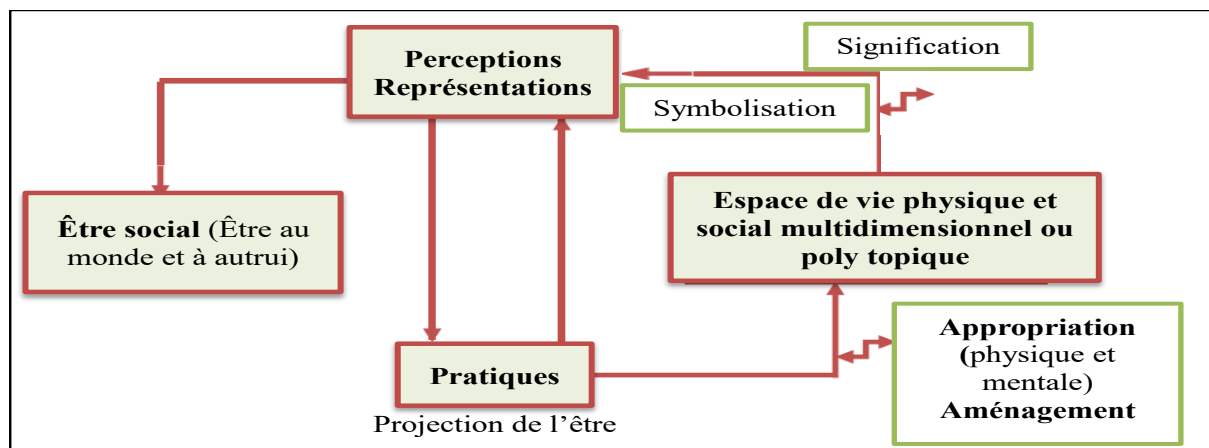 Perceptions
Représentations
Signification
Symbolisation
Être social (Être au
monde et à autrui)
Espace de vie physique et
social multidimensionnel ou
poly topique
Pratiques
Projection de l’être
Appropriation
(physique et
mentale)
Aménagement